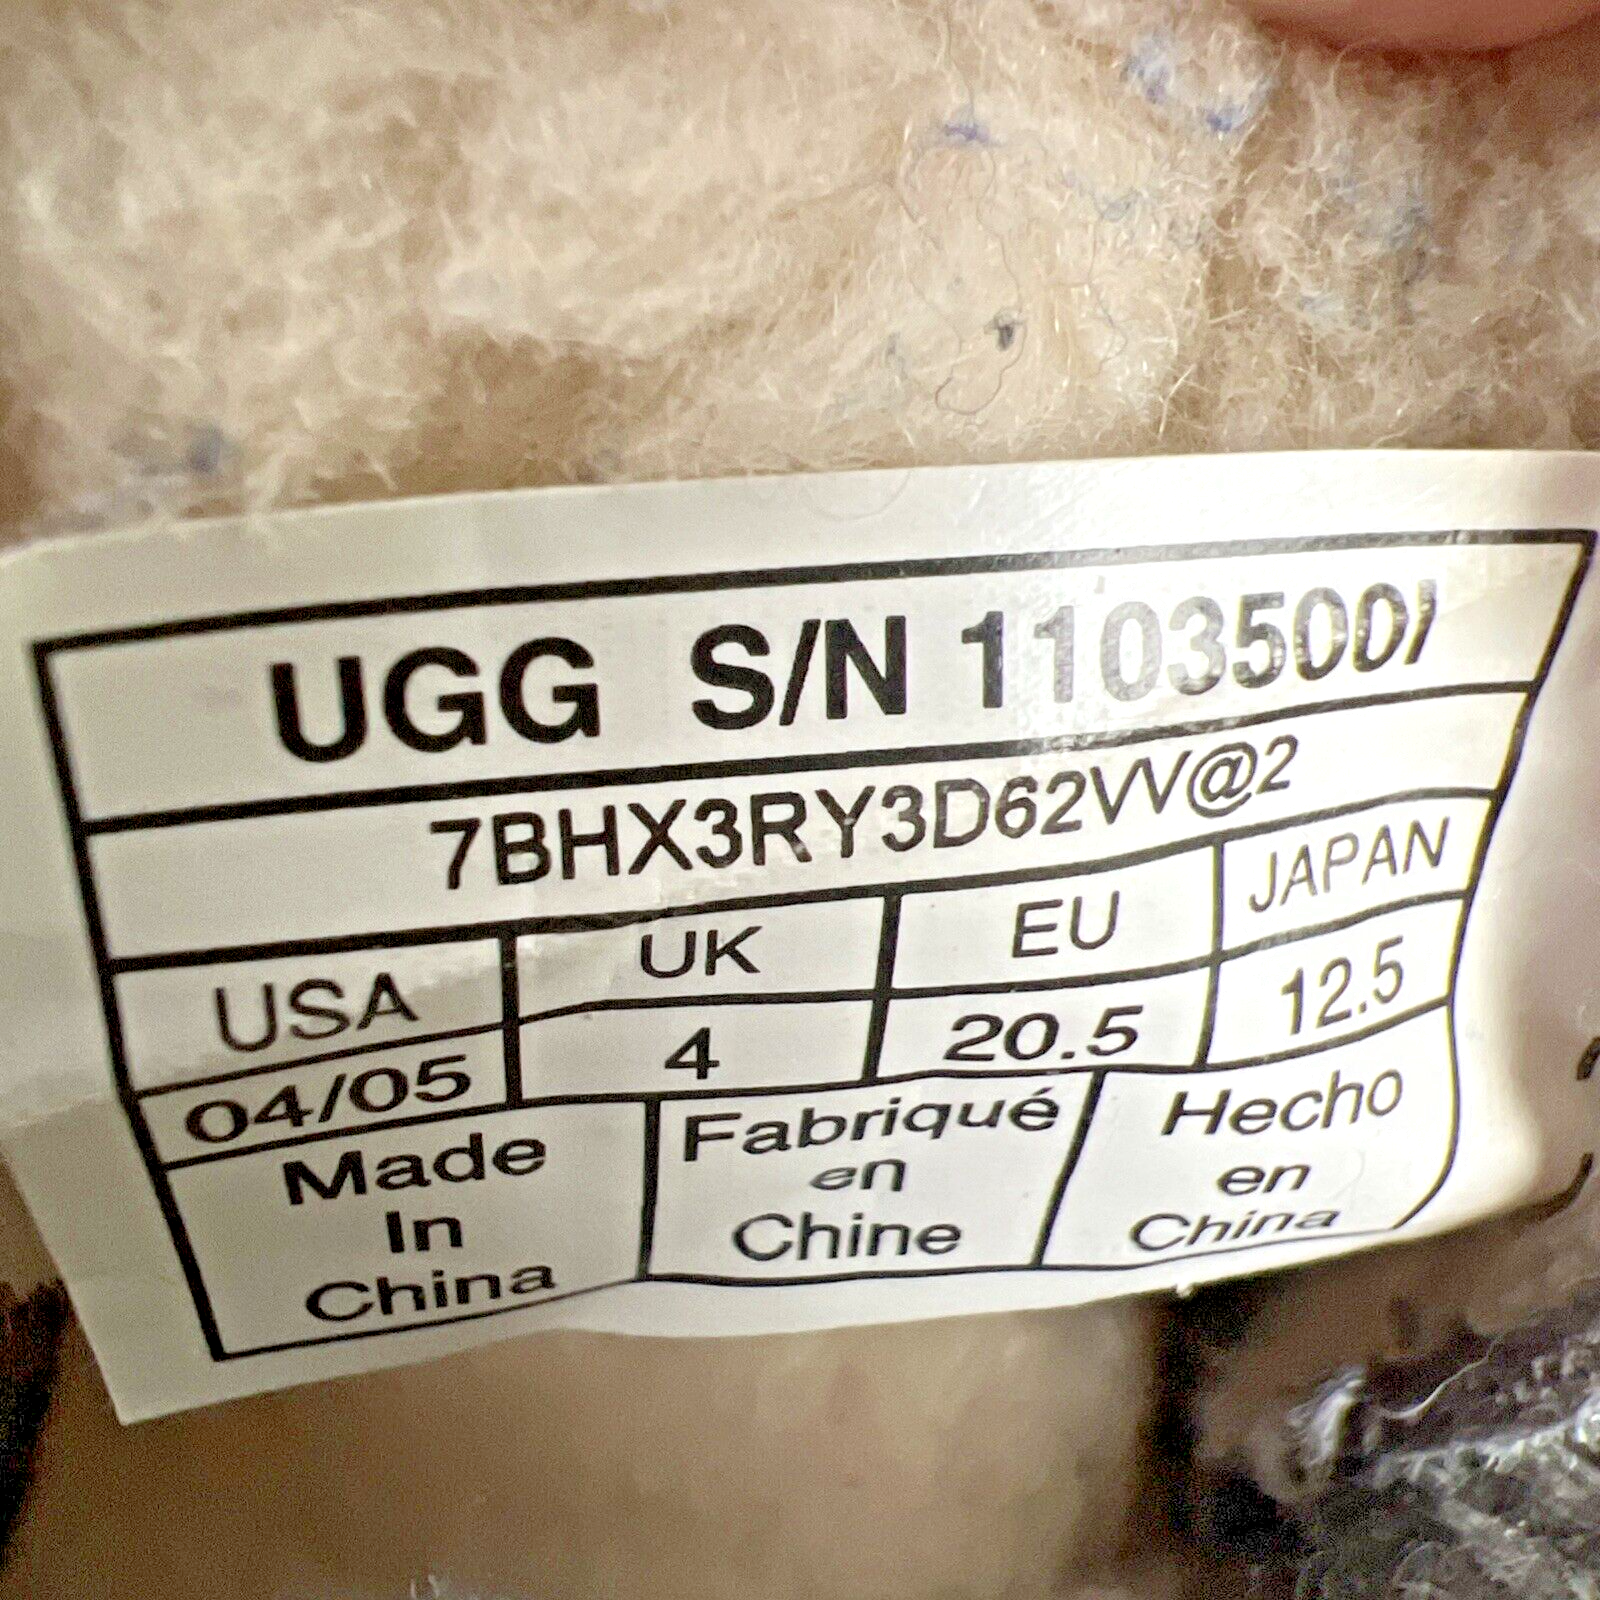 UGG S/N 1103500I
7BHX3RY3D62VV@2
USA UK EU JAPAN
04/05 4 20.5 12.5
Made
In
China
Fabriqué
en
Chine
Hecho
en
China